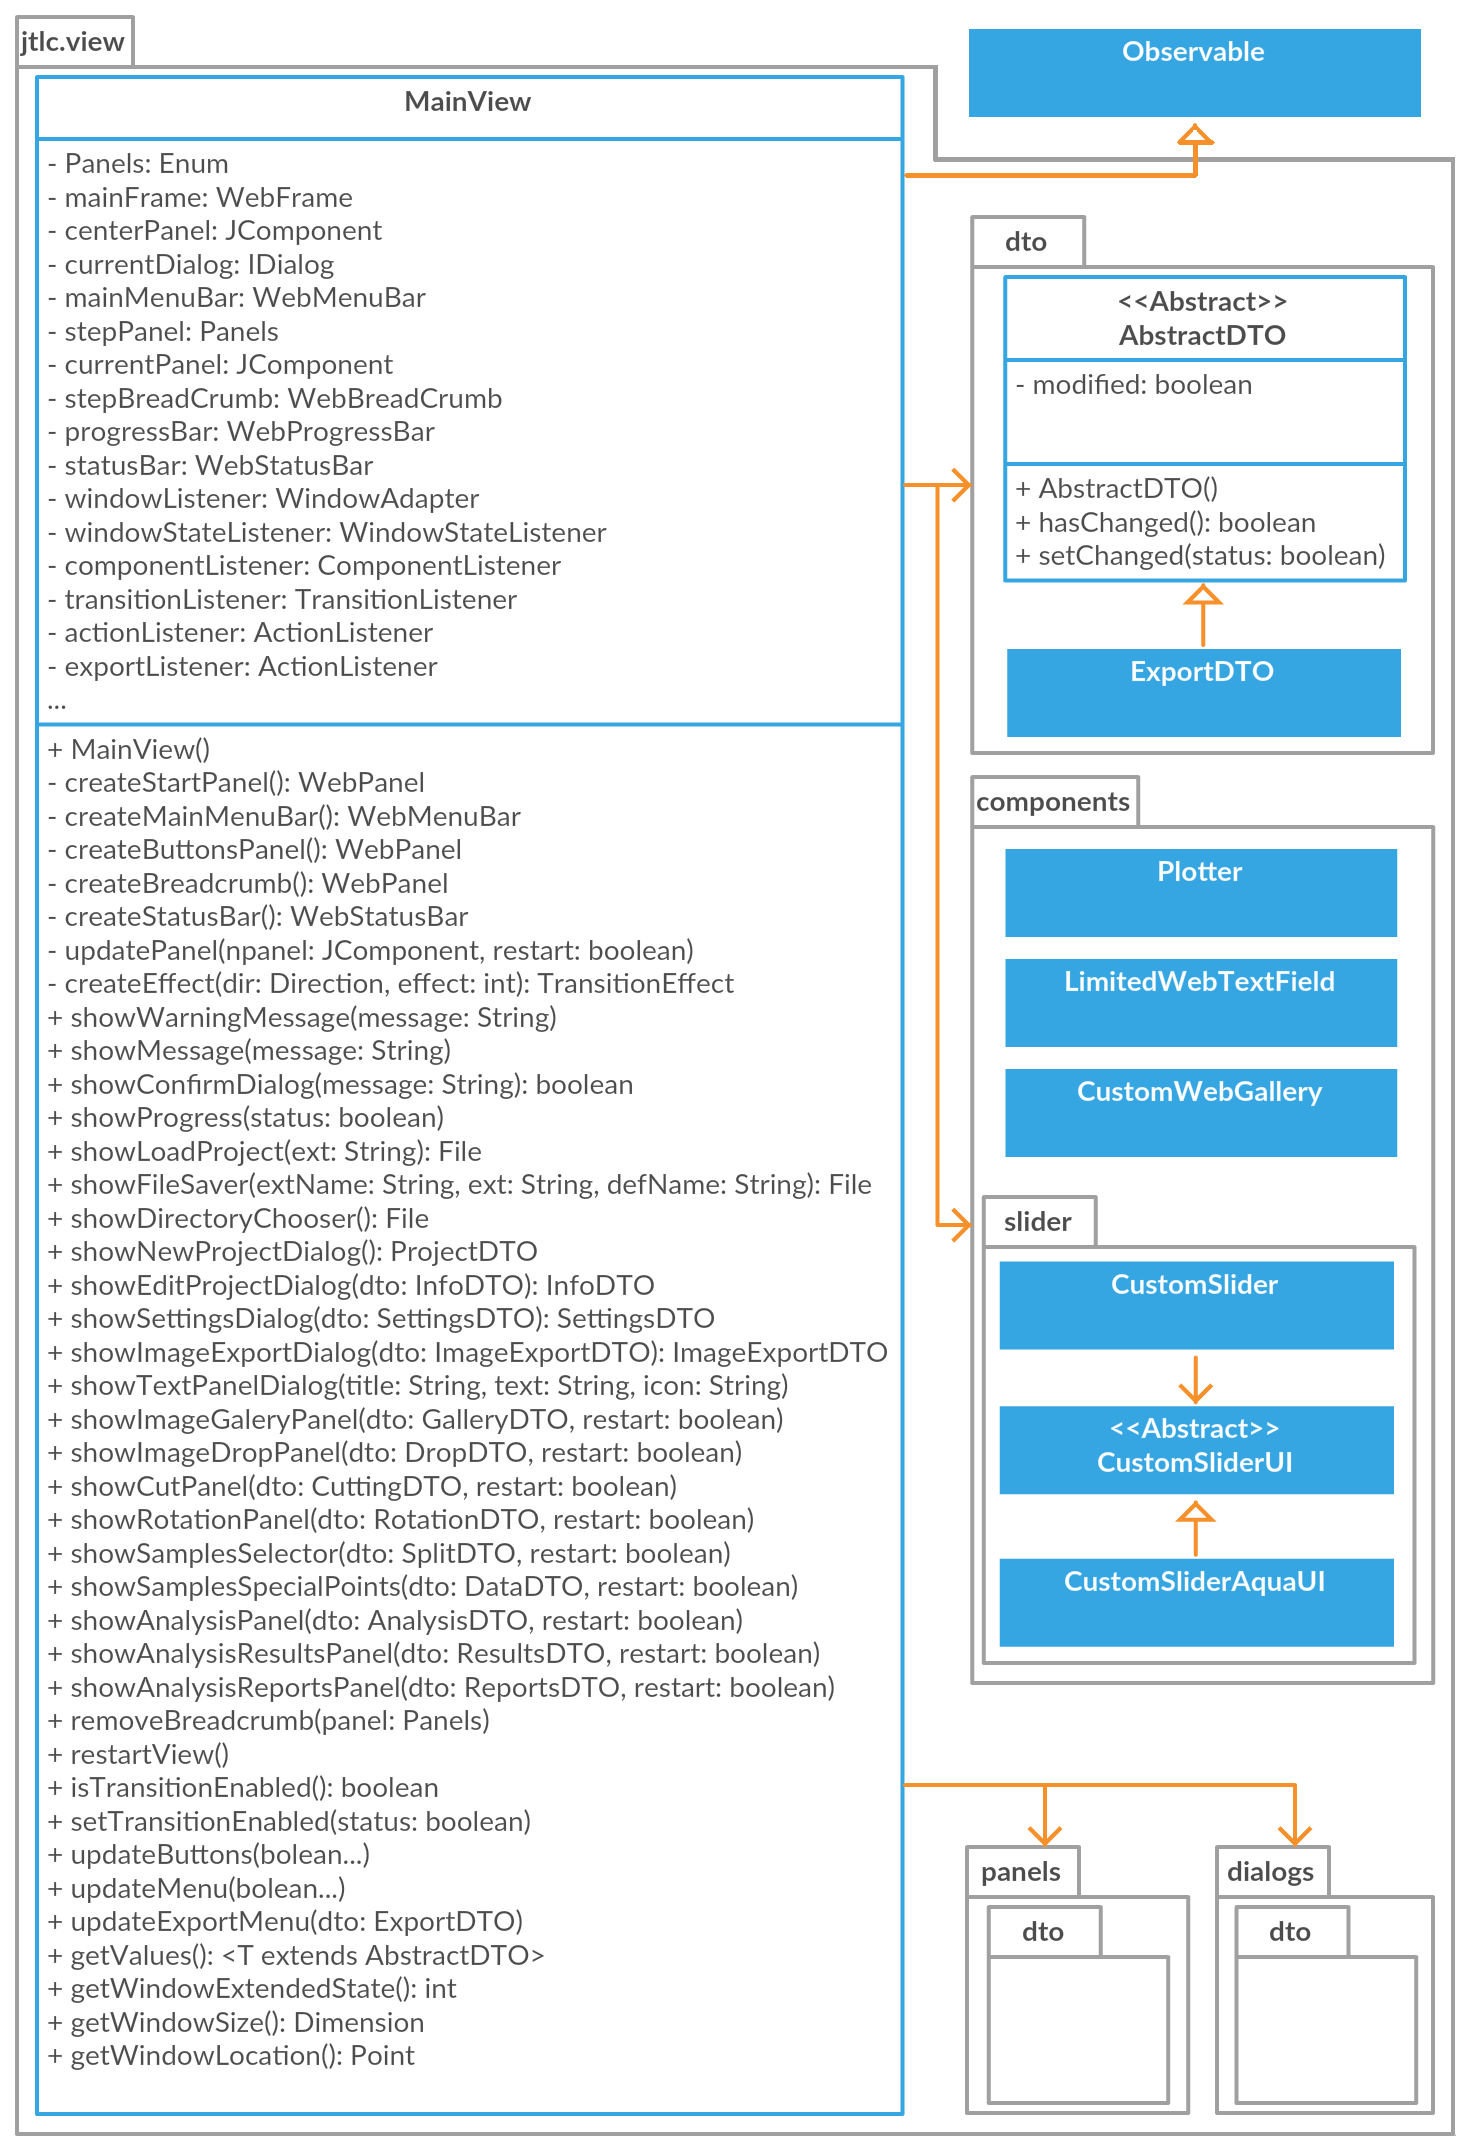 jtlc.view
MainView
- Panels: Enum
- mainFrame: WebFrame
- centerPanel: JComponent
- currentDialog: IDialog
- mainMenuBar: WebMenuBar
- stepPanel: Panels
- currentPanel: JComponent
- stepBreadCrumb: WebBreadCrumb
- progressBar: WebProgressBar
- statusBar: WebStatusBar
- windowListener: WindowAdapter
- windowStateListener: WindowStateListener
- componentListener: ComponentListener
- transitionListener: TransitionListener
- actionListener: ActionListener
- exportListener: ActionListener
...
+ MainView()
- createStartPanel(): WebPanel
- createMainMenuBar(): WebMenuBar
- createButtonsPanel(): WebPanel
- createBreadcrumb(): WebPanel
- createStatusBar(): WebStatusBar
- updatePanel(npanel: JComponent, restart: boolean)
- createEffect(dir: Direction, effect: int): TransitionEffect
+ showWarningMessage(message: String)
+ showMessage(message: String)
+ showConfirmDialog(message: String): boolean
+ showProgress(status: boolean)
+ showLoadProject(ext: String): File
+ showFileSaver(extName: String, ext: String, defName: String): File
+ showDirectoryChooser(): File
+ showNewProjectDialog(): ProjectDTO
+ showEditProjectDialog(dto: InfoDTO): InfoDTO
+ showSettingsDialog(dto: SettingsDTO): SettingsDTO
+ showImageExportDialog(dto: ImageExportDTO): ImageExportDTO
+ showTextPanelDialog(title: String, text: String, icon: String)
+ showImageGaleryPanel(dto: GalleryDTO, restart: boolean)
+ showImageDropPanel(dto: DropDTO, restart: boolean)
+ showCutPanel(dto: CuttingDTO, restart: boolean)
+ showRotationPanel(dto: RotationDTO, restart: boolean)
+ showSamplesSelector(dto: SplitDTO, restart: boolean)
+ showSamplesSpecialPoints(dto: DataDTO, restart: boolean)
+ showAnalysisPanel(dto: AnalysisDTO, restart: boolean)
+ showAnalysisResultsPanel(dto: ResultsDTO, restart: boolean)
+ showAnalysisReportsPanel(dto: ReportsDTO, restart: boolean)
+ removeBreadcrumb(panel: Panels)
+ restartView()
+ isTransitionEnabled(): boolean
+ setTransitionEnabled(status: boolean)
+ updateButtons(bolean...)
+ updateMenu(bolean...)
+ updateExportMenu(dto: ExportDTO)
+ getValues(): <T extends AbstractDTO>
+ getWindowExtendedState(): int
+ getWindowSize(): Dimension
+ getWindowLocation(): Point
Observable
dto
<<Abstract>>
AbstractDTO
- modified: boolean
+ AbstractDTO()
+ hasChanged(): boolean
+ setChanged(status: boolean)
ExportDTO
components
Plotter
LimitedWebTextField
CustomWebGallery
slider
CustomSlider
<<Abstract>>
CustomSliderUI
CustomSliderAquaUI
panels
dto
dialogs
dto